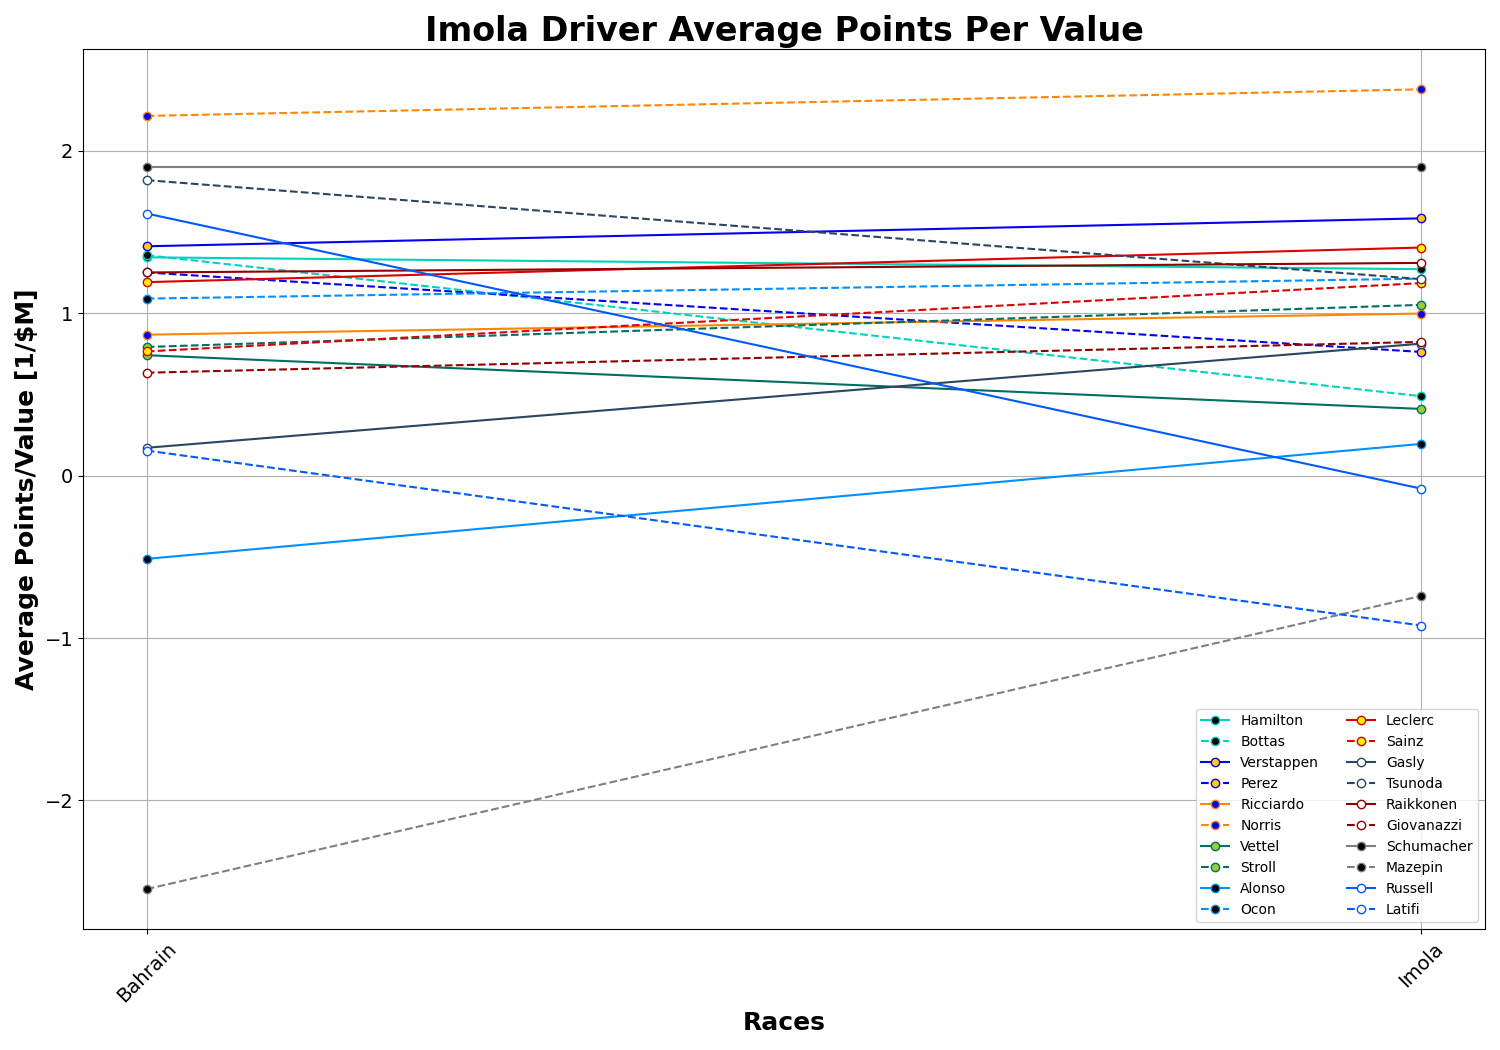 Imola Driver Average Points Per Value
Average Points/Value [1/$M]
2
1
0
−1
−2
Hamilton
Bottas
Verstappen
Perez
Ricciardo
Norris
Vettel
Stroll
Alonso
Ocon
Leclerc
Sainz
Gasly
Tsunoda
Raikkonen
Giovanazzi
Schumacher
Mazepin
Russell
Latifi
Bahrain
Imola
Races